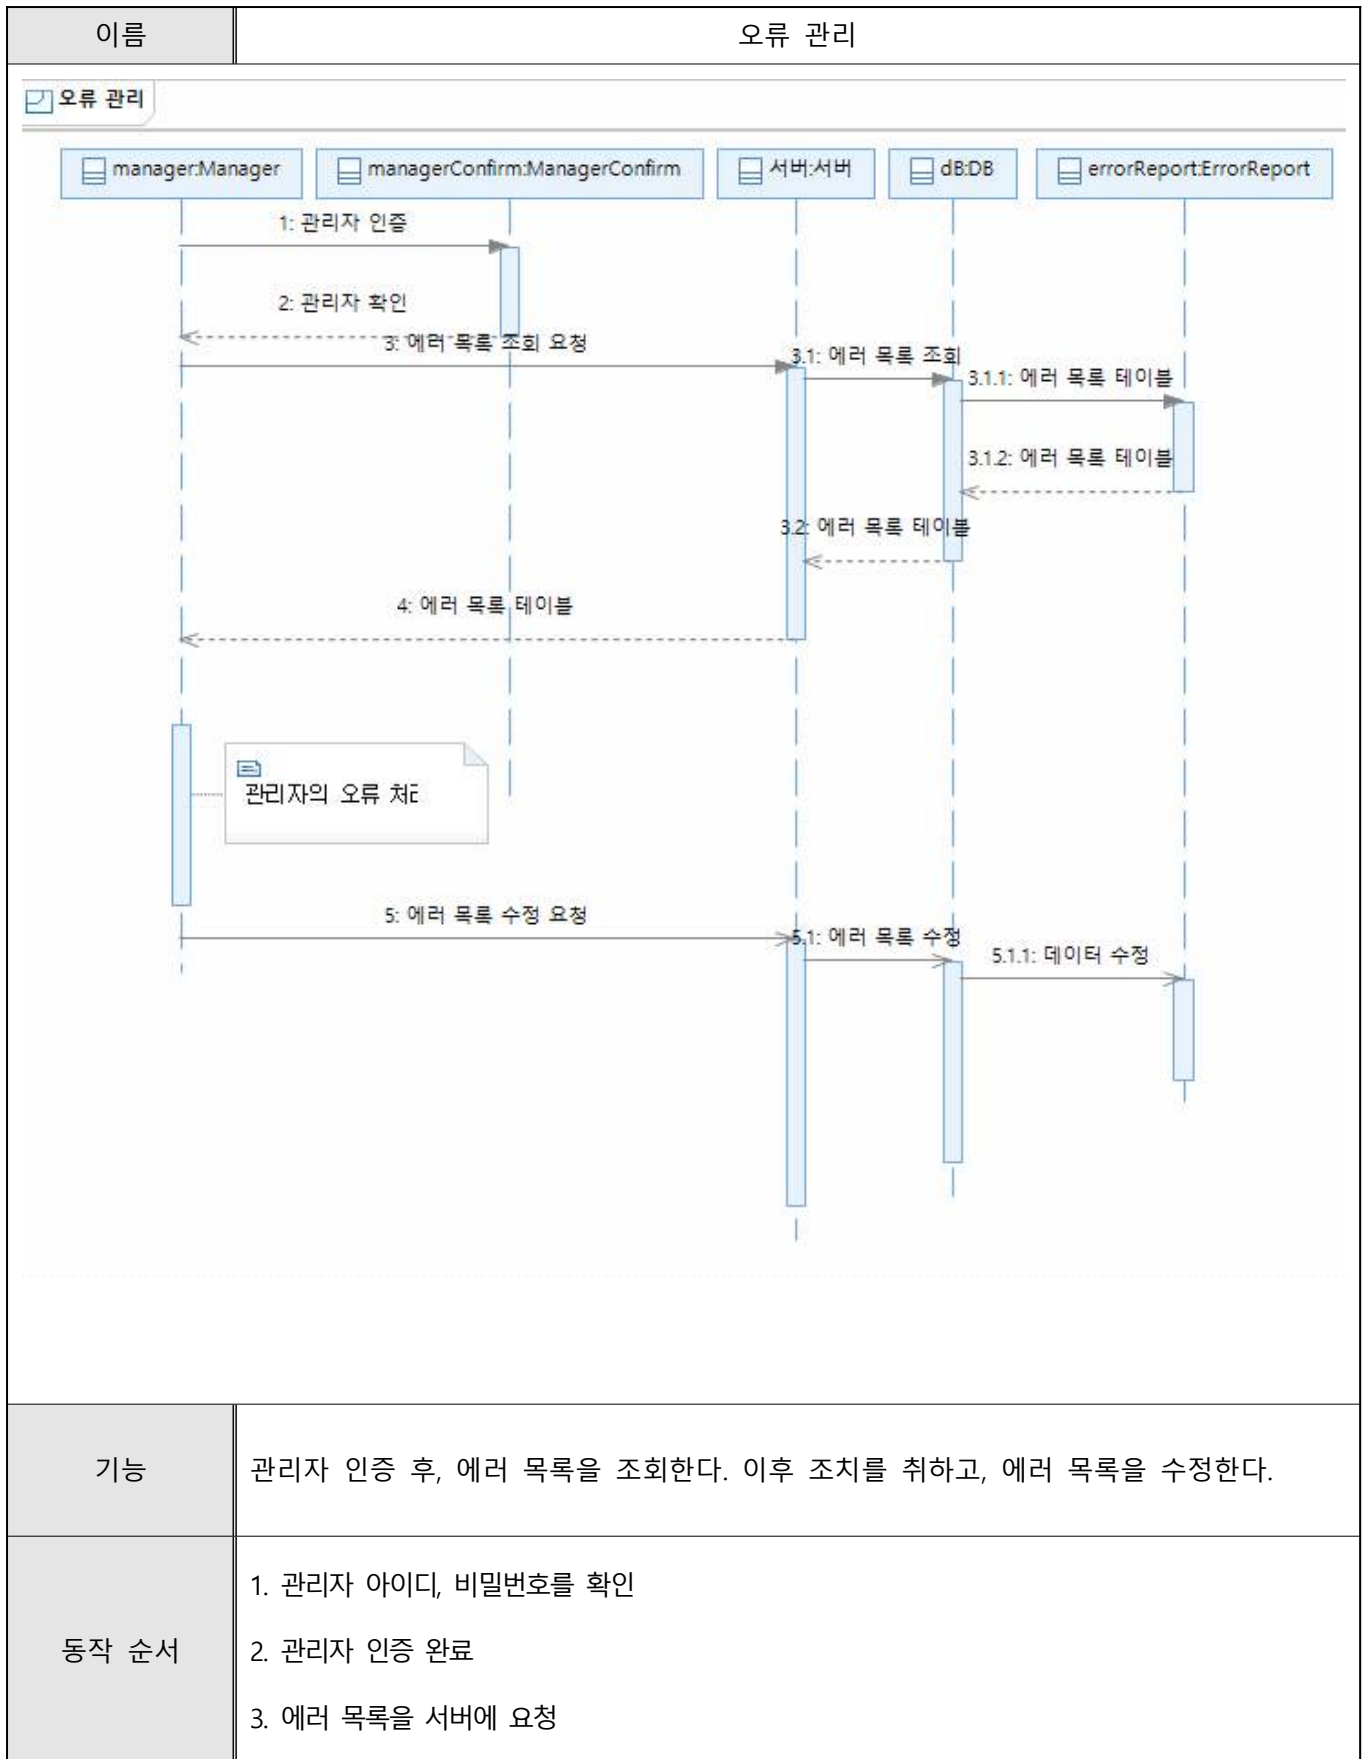 이름
오류 관리
오류 관리
manager:Manager
managerConfirm:ManagerConfirm
서버:서버
dB:DB
errorReport:ErrorReport
1: 관리자 인증
2: 관리자 확인
3: 에러 목록 조회 요청
3.1: 에러 목록 조회
3.1.1: 에러 목록 테이블
3.1.2: 에러 목록 테이블
3.2: 에러 목록 테이블
4: 에러 목록 테이블
관리자의 오류
5: 에러 목록 수정 요청
5.1: 에러 목록 수정
5.1.1: 데이터 수정
기능
관리자 인증 후, 에러 목록을 조회한다. 이후 조치를 취하고, 에러 목록을 수정한다.
동작 순서
1. 관리자 아이디, 비밀번호를 확인
2. 관리자 인증 완료
3. 에러 목록을 서버에 요청